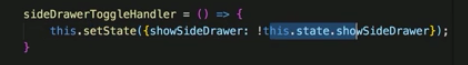 sideDrawerToggleHandler = () => {
this.setState({showSideDrawer: !this.state.showSideDrawer});
}